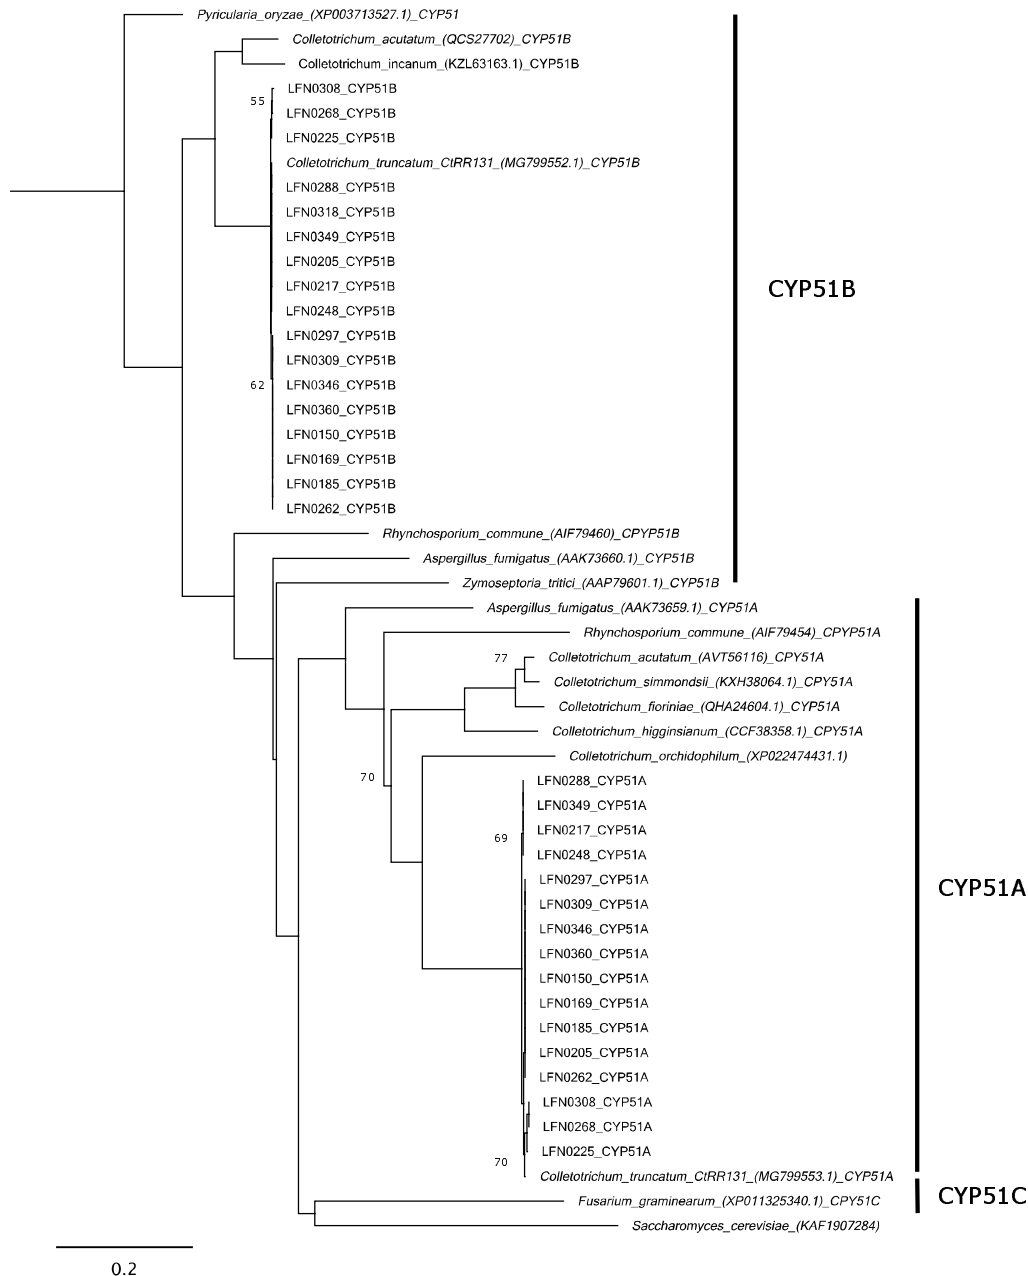 Pyricularia_oryzae_(XP003713527.1)_CYP51
Colletotrichum_acutatum_(QCS27702)_CYP51B
Colletotrichum_incanum_(KZL63163.1)_CYP51B
LFN0308_CYP51B
55
LFN0268_CYP51B
LFN0225_CYP51B
Colletotrichum_truncatum_CtRR131_(MG799552.1)_CYP51B
LFN0288_CYP51B
LFN0318_CYP51B
LFN0349_CYP51B
LFN0205_CYP51B
LFN0217_CYP51B
CYP51B
LFN0248_CYP51B
LFN0297_CYP51B
LFN0309_CYP51B
62
LFN0346_CYP51B
LFN0360_CYP51B
LFN0150_CYP51B
LFN0169_CYP51B
LFN0185_CYP51B
LFN0262_CYP51B
Rhynchosporium_commune_(AIF79460)_CPYP51B
Aspergillus_fumigatus_(AAK73660.1)_CYP51B
Zymoseptoria_tritici_(AAP79601.1)_CYP51B
Aspergillus_fumigatus_(AAK73659.1)_CYP51A
Rhynchosporium_commune_(AIF79454)_CPYP51A
77
Colletotrichum_acutatum_(AVT56116)_CPY51A
Colletotrichum_simmondsii_(KXH38064.1)_CPY51A
Colletotrichum_fioriniae_(QHA24604.1)_CYP51A
Colletotrichum_higginsianum_(CCF38358.1)_CPY51A
Colletotrichum_orchidophilum_(XP022474431.1)
70
LFN0288_CYP51A
LFN0349_CYP51A
LFN0217_CYP51A
69
LFN0248_CYP51A
LFN0297_CYP51A
CYP51A
LFN0309_CYP51A
LFN0346_CYP51A
LFN0360_CYP51A
LFN0150_CYP51A
LFN0169_CYP51A
LFN0185_CYP51A
LFN0205_CYP51A
LFN0262_CYP51A
LFN0308_CYP51A
LFN0268_CYP51A
LFN0225_CYP51A
70
Colletotrichum_truncatum_CtRR131_(MG799553.1)_CYP51A
CYP51C
Fusarium_graminearum_(XP011325340.1)_CPY51C
Saccharomyces_cerevisiae_(KAF1907284)
0.2